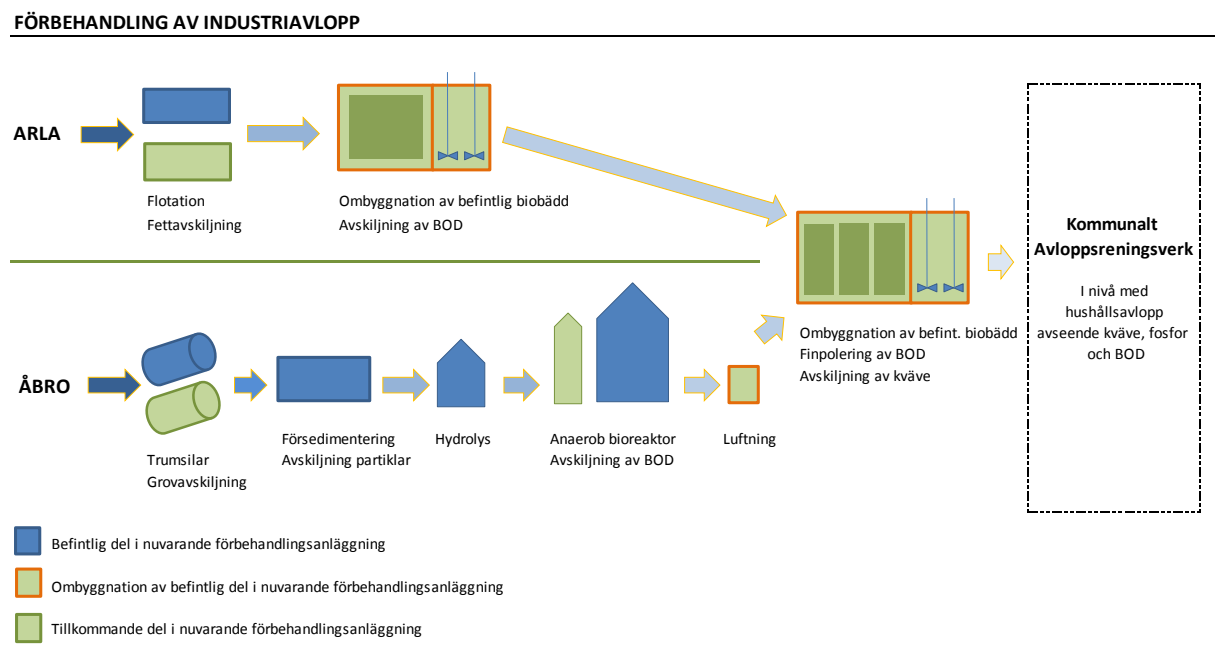 FÖRBEHANDLING AV INDUSTRIAVLOPP
ARLA
Flotation
Fettavskiljning
Ombyggnation av befintlig biobädd
Avskiljning av BOD
ÅBRO
Trumsilar
Grovavskiljning
Försedimentering
Avskiljning partiklar
Hydrolys
Anaerob bioreaktor
Avskiljning av BOD
Luftning
Ombyggnation av befint. biobädd
Finpolering av BOD
Avskiljning av kväve
Kommunalt
Avloppsreningsverk
I nivå med
hushållsavlopp
avseende kväve, fosfor
och BOD
Befintlig del i nuvarande förbehandlingsanläggning
Ombyggnation av befintlig del i nuvarande förbehandlingsanläggning
Tillkommande del i nuvarande förbehandlingsanläggning